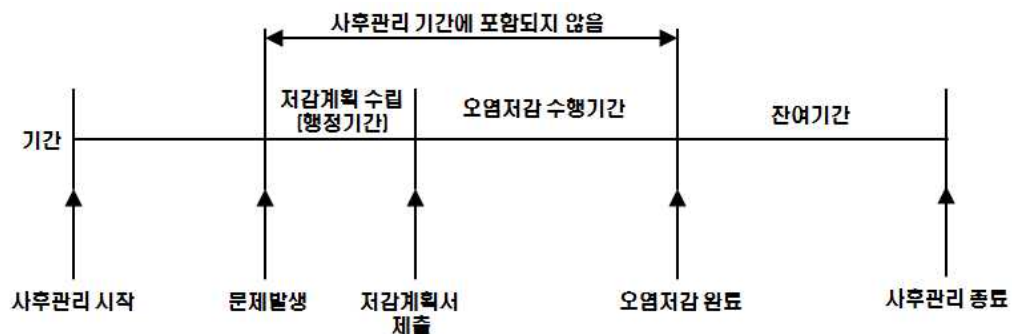 사후관리 기간에 포함되지 않음
저감계획 수립
(행정기간)
오염저감 수행기간
잔여기간
기간
사후관리 시작
문제발생
저감계획서
제출
오염저감 완료
사후관리 종료